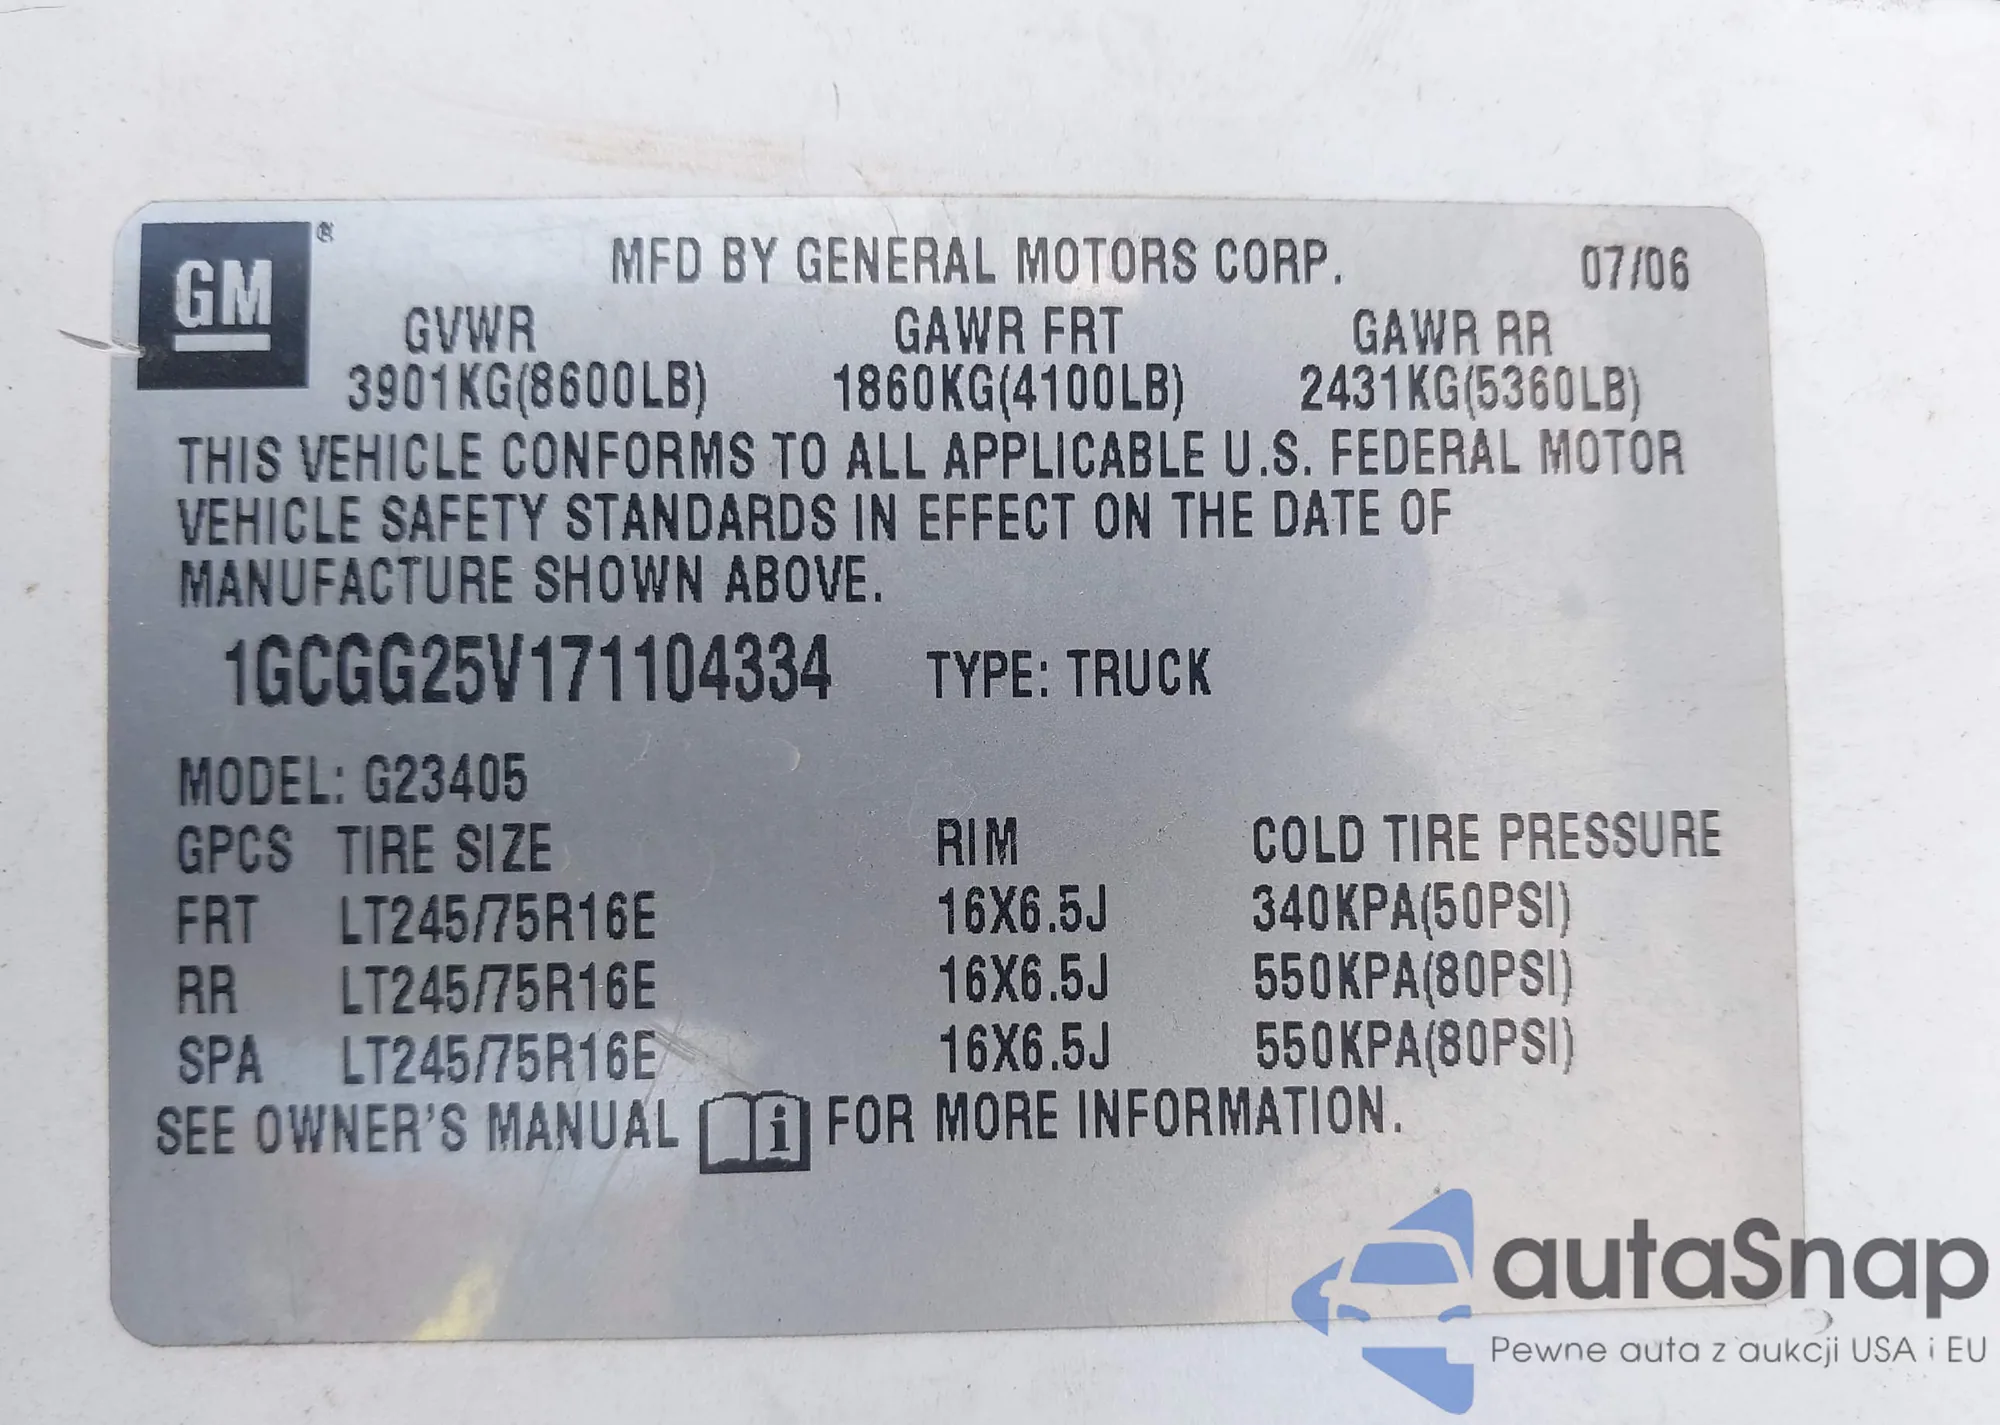 GM ®
MFD BY GENERAL MOTORS CORP. 07/06
GVWR GAWR FRT GAWR RR
3901KG(8600LB) 1860KG(4100LB) 2431KG(5360LB)
THIS VEHICLE CONFORMS TO ALL APPLICABLE U.S. FEDERAL MOTOR
VEHICLE SAFETY STANDARDS IN EFFECT ON THE DATE OF
MANUFACTURE SHOWN ABOVE.
1GCGG25V171104334 TYPE: TRUCK
MODEL: G23405
GPCS TIRE SIZE RIM COLD TIRE PRESSURE
FRT LT245/75R16E 16X6.5J 340KPA(50PSI)
RR LT245/75R16E 16X6.5J 550KPA(80PSI)
SPA LT245/75R16E 16X6.5J 550KPA(80PSI)
SEE OWNER'S MANUAL i FOR MORE INFORMATION.
autaSnap
Pewne auta z aukcji USA i EU